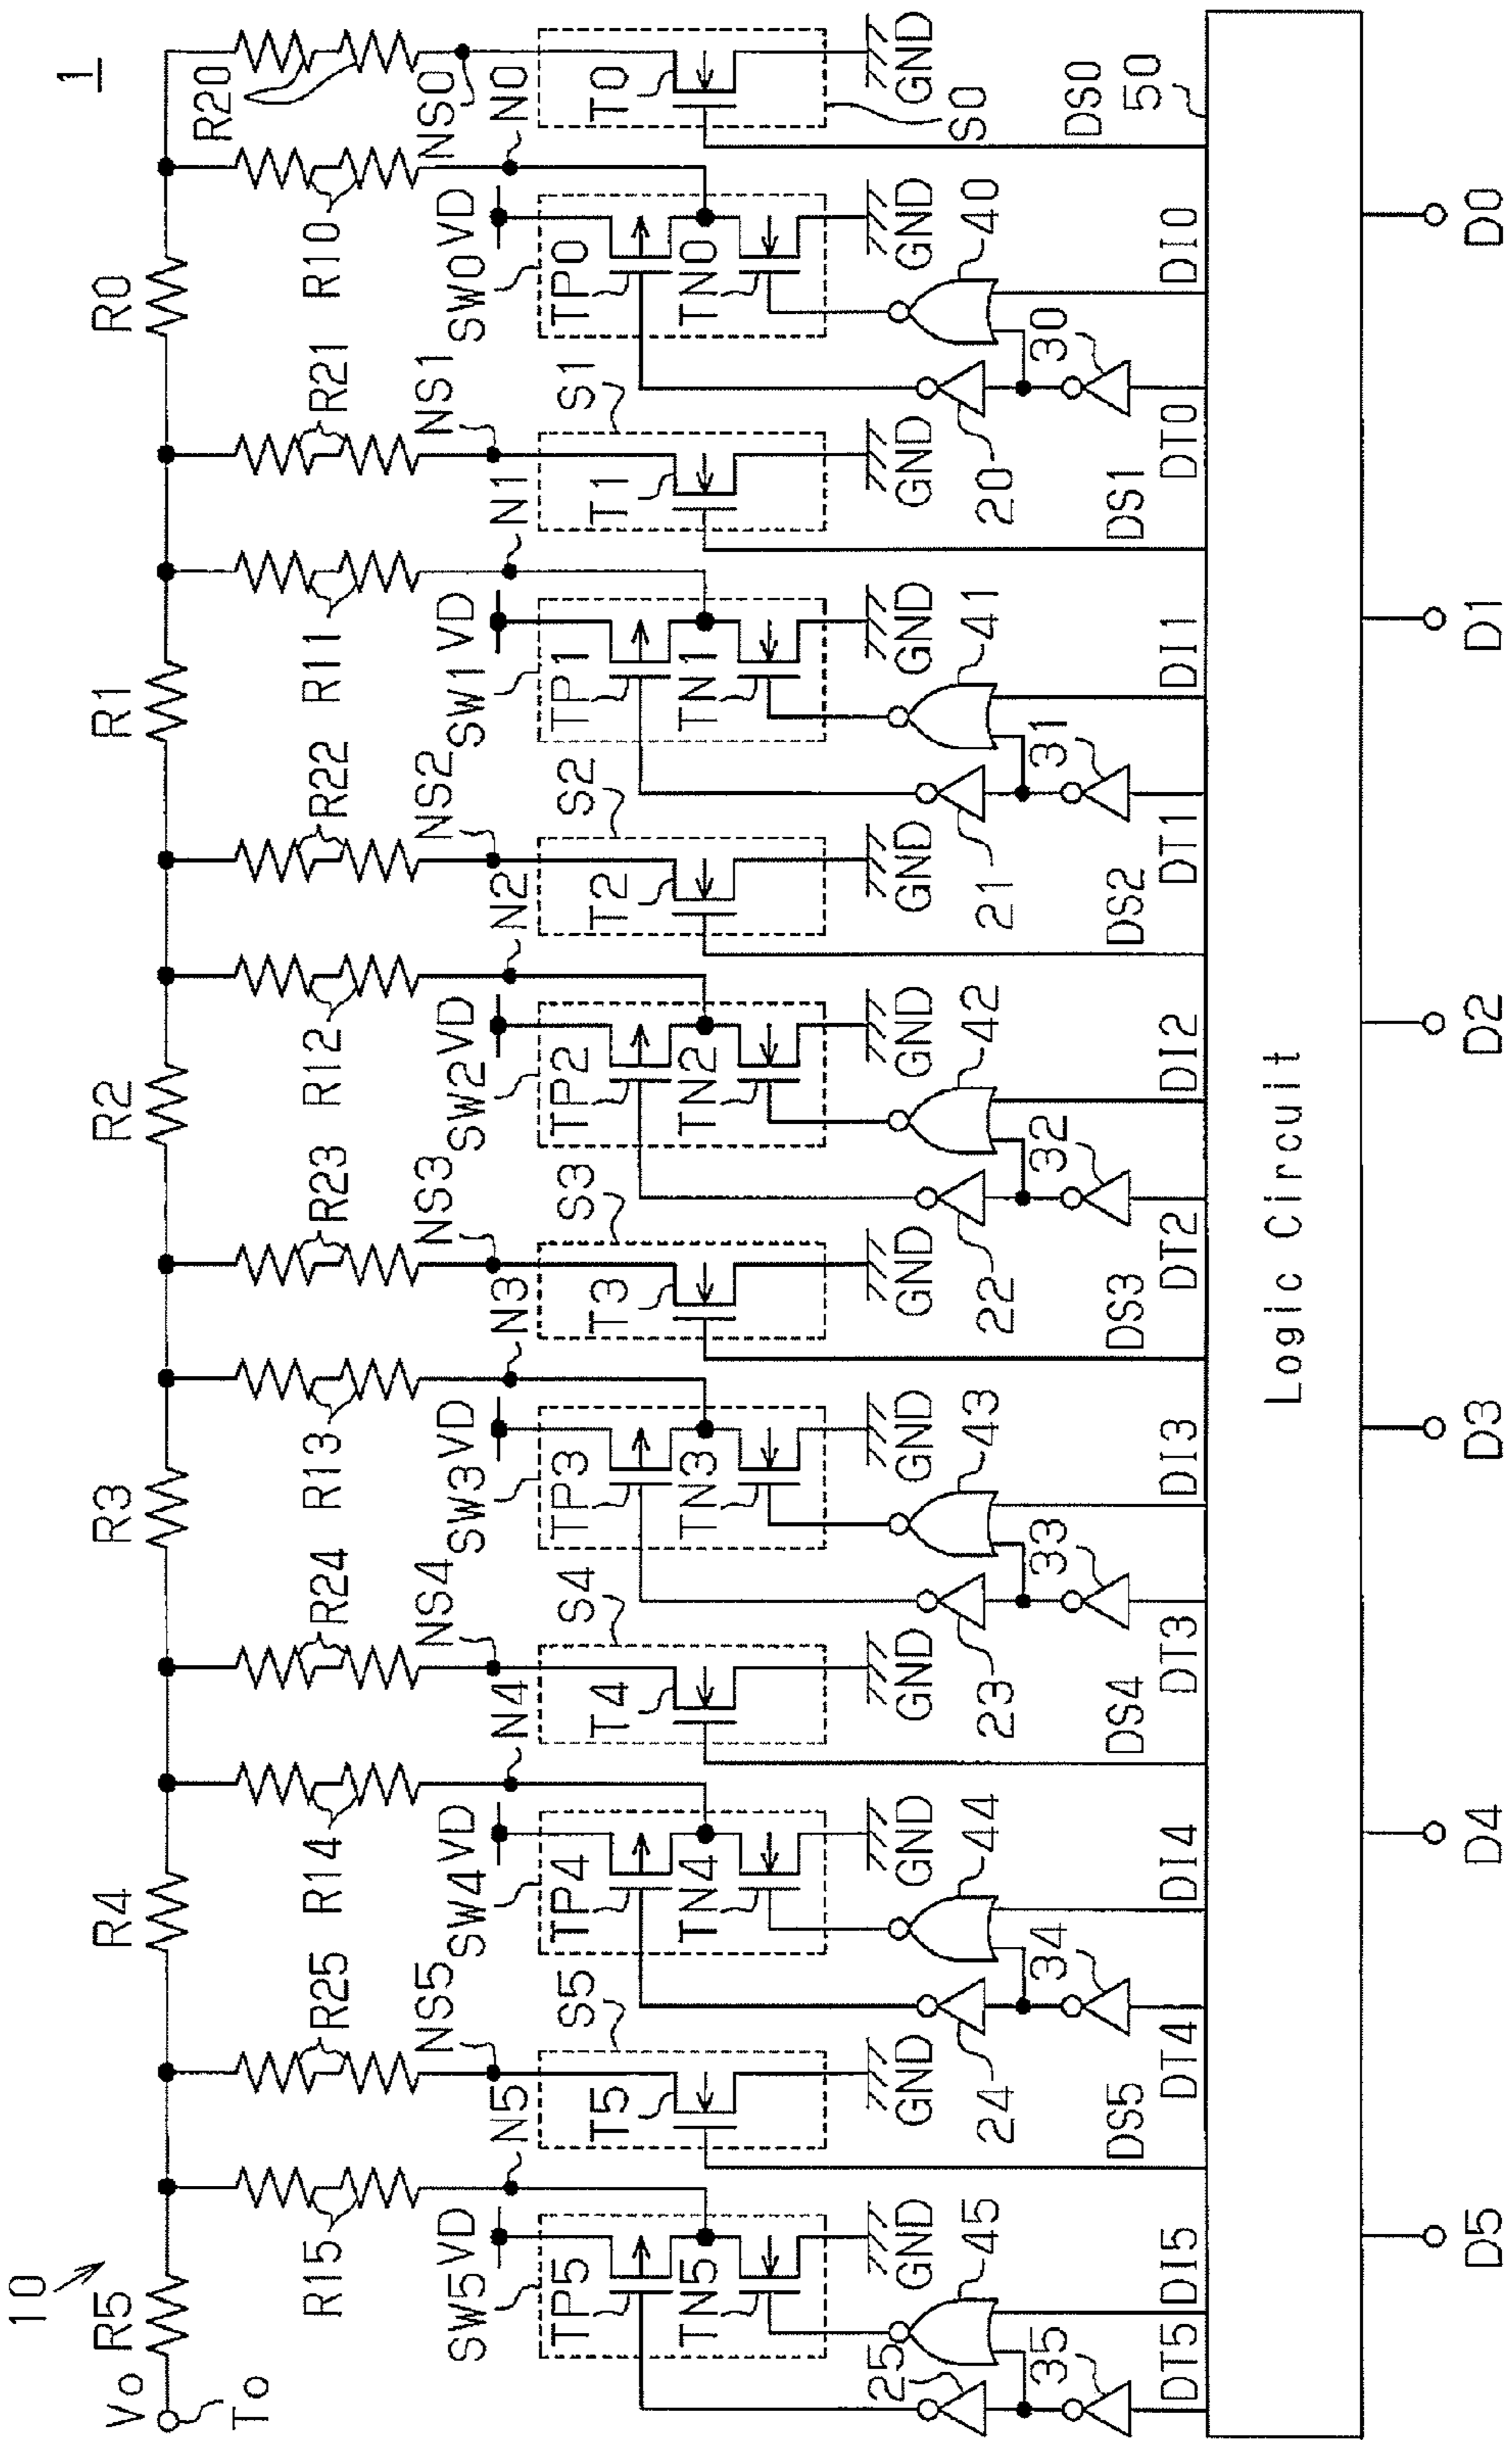 1
10
Vo
To
R5
R4
R3
R2
R1
R0
R15
R25
R14
R24
R13
R23
R12
R22
R11
R21
R10
R20
N5
NS5
N4
NS4
N3
NS3
N2
NS2
N1
NS1
N0
NS0
SW5
VD
S5
SW4
VD
S4
SW3
VD
S3
SW2
VD
S2
SW1
VD
S1
SW0
VD
S0
TP5
TN5
T5
TP4
TN4
T4
TP3
TN3
T3
TP2
TN2
T2
TP1
TN1
T1
TP0
TN0
T0
GND
GND
GND
GND
GND
GND
GND
GND
GND
GND
GND
GND
25
45
24
44
23
43
22
42
21
41
20
40
35
34
33
32
31
30
DT5
DI5
DS5
DT4
DI4
DS4
DT3
DI3
DS3
DT2
DI2
DS2
DT1
DI1
DS1
DT0
DI0
DS0
50
Logic Circuit
D5
D4
D3
D2
D1
D0